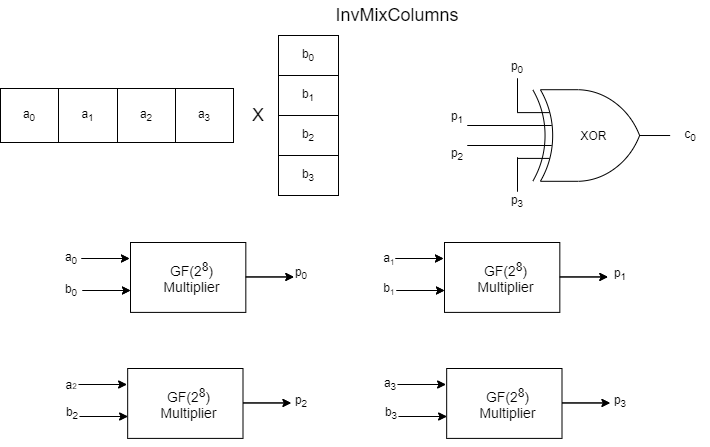 InvMixColumns
a0 a1 a2 a3
X
b0
b1
b2
b3
p0
p1
p2
p3
XOR
c0
a0
b0
GF(2^8)
Multiplier
p0
a1
b1
GF(2^8)
Multiplier
p1
a2
b2
GF(2^8)
Multiplier
p2
a3
b3
GF(2^8)
Multiplier
p3